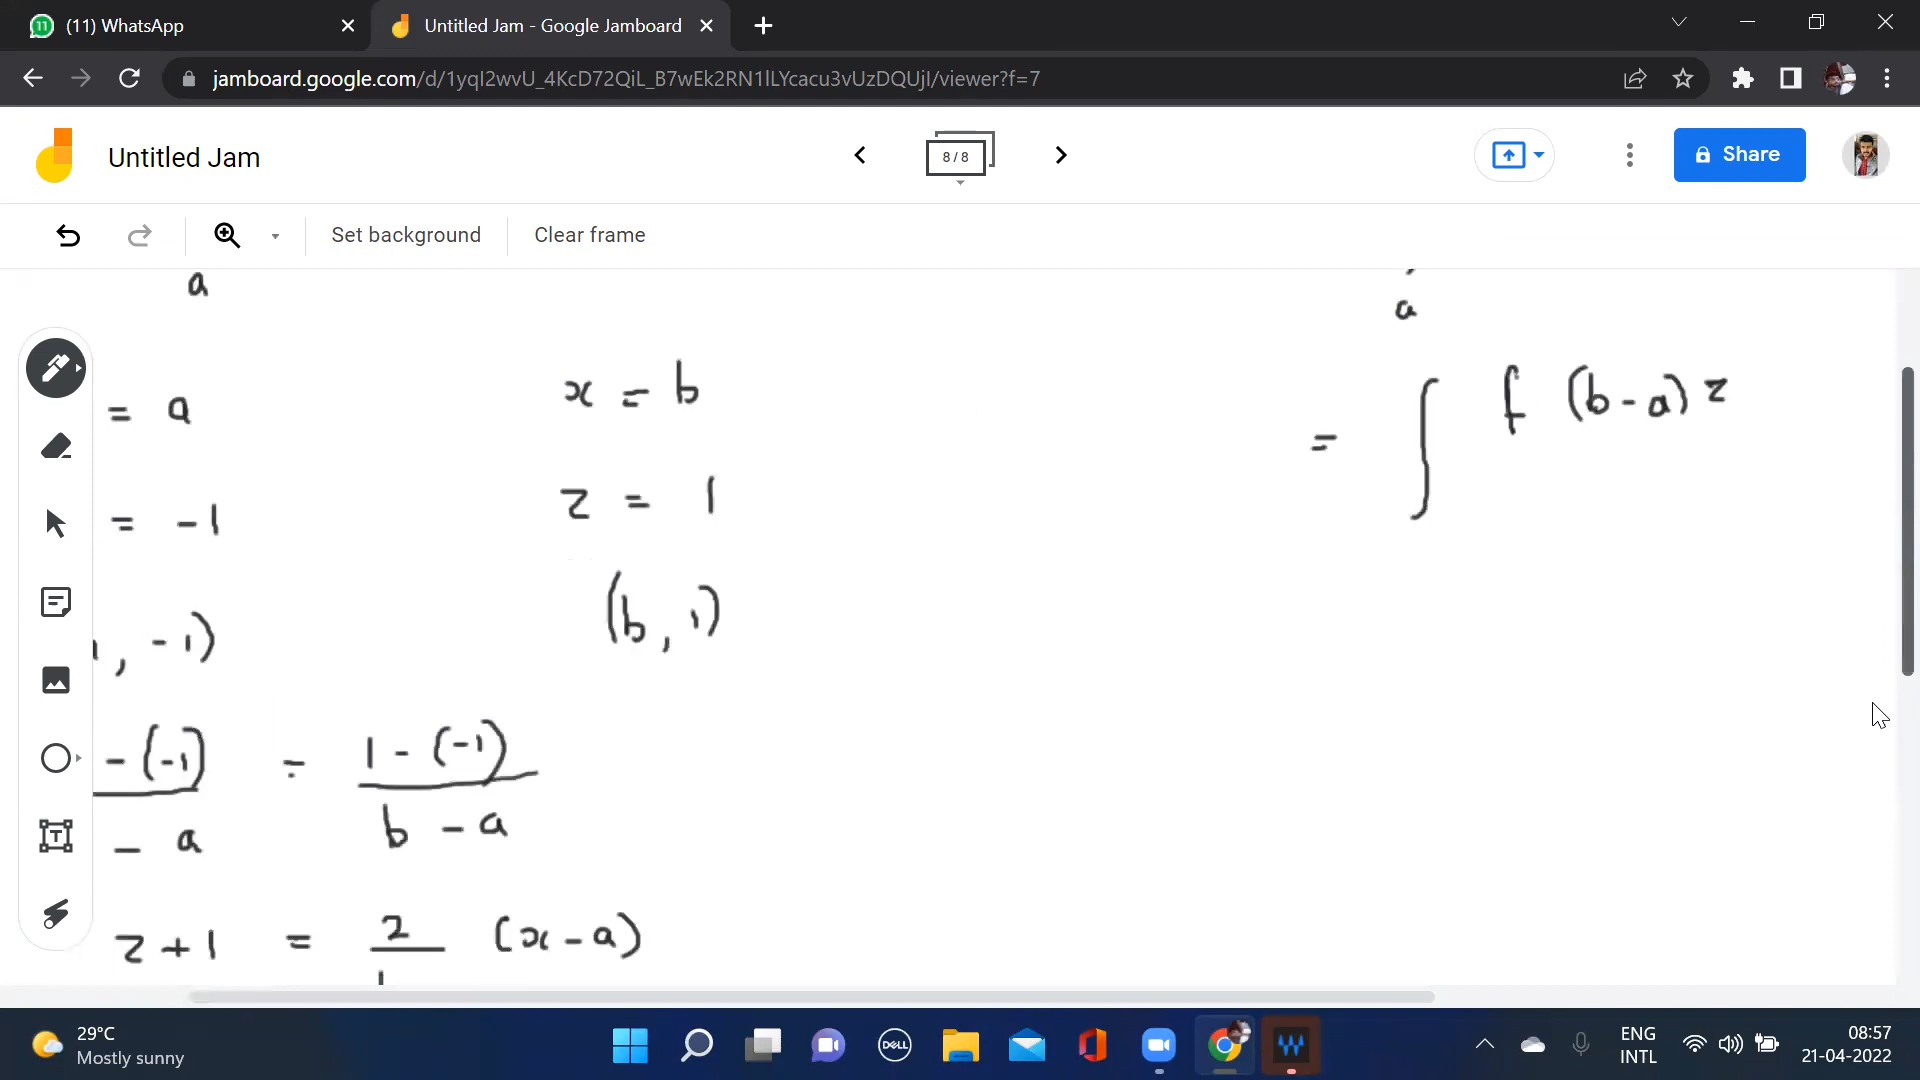 (11) WhatsApp
Untitled Jam - Google Jamboard
jamboard.google.com/d/1yqI2wvU_4KcD72QiL_B7wEk2RN1lLYcacu3vUzDQUjI/viewer?f=7
Untitled Jam
8 / 8
Share
Set background
Clear frame
a
a
= a
x = b
= ∫ f (b - a) z
= -1
z = 1
, -1)
(b , 1)
- (-1) = 1 - (-1)
- a b - a
z + 1 = 2 (x - a)
29°C
Mostly sunny
DELL
ENG
INTL
08:57
21-04-2022